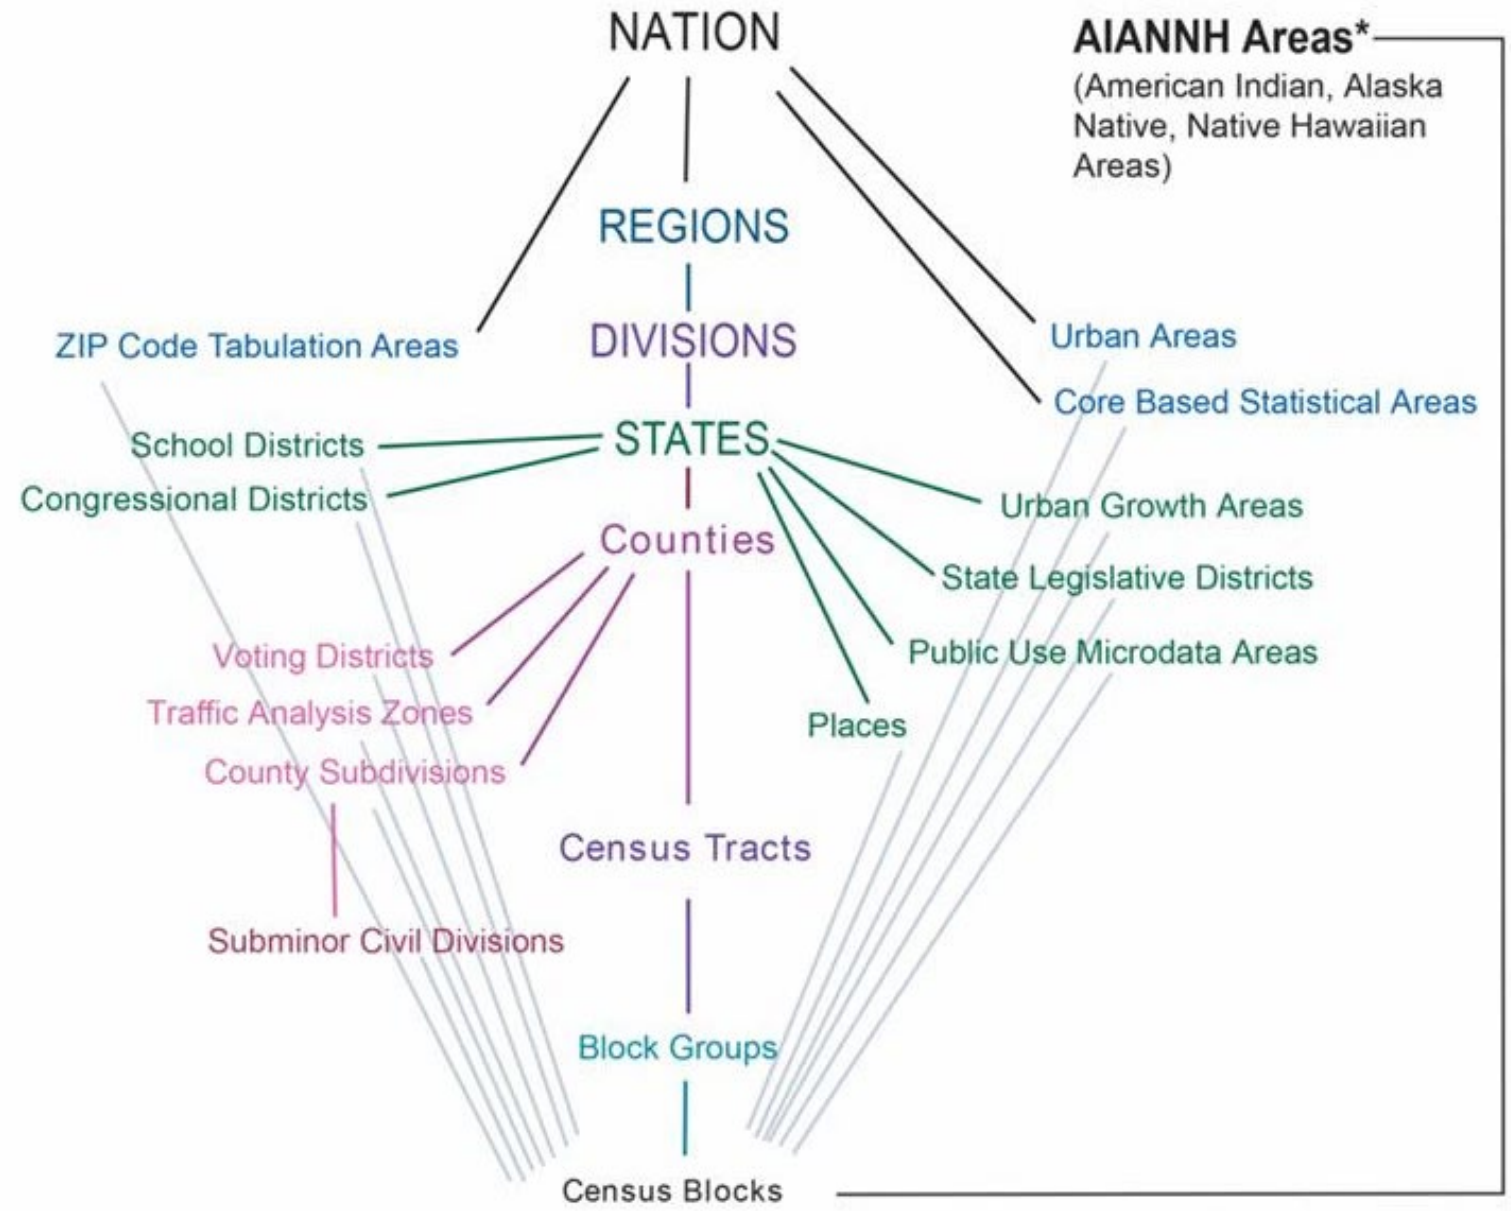 NATION
AIANNH Areas*
(American Indian, Alaska
Native, Native Hawaiian
Areas)
REGIONS
ZIP Code Tabulation Areas
DIVISIONS
Urban Areas
Core Based Statistical Areas
School Districts
STATES
Congressional Districts
Urban Growth Areas
Counties
State Legislative Districts
Voting Districts
Public Use Microdata Areas
Traffic Analysis Zones
Places
County Subdivisions
Census Tracts
Subminor Civil Divisions
Block Groups
Census Blocks